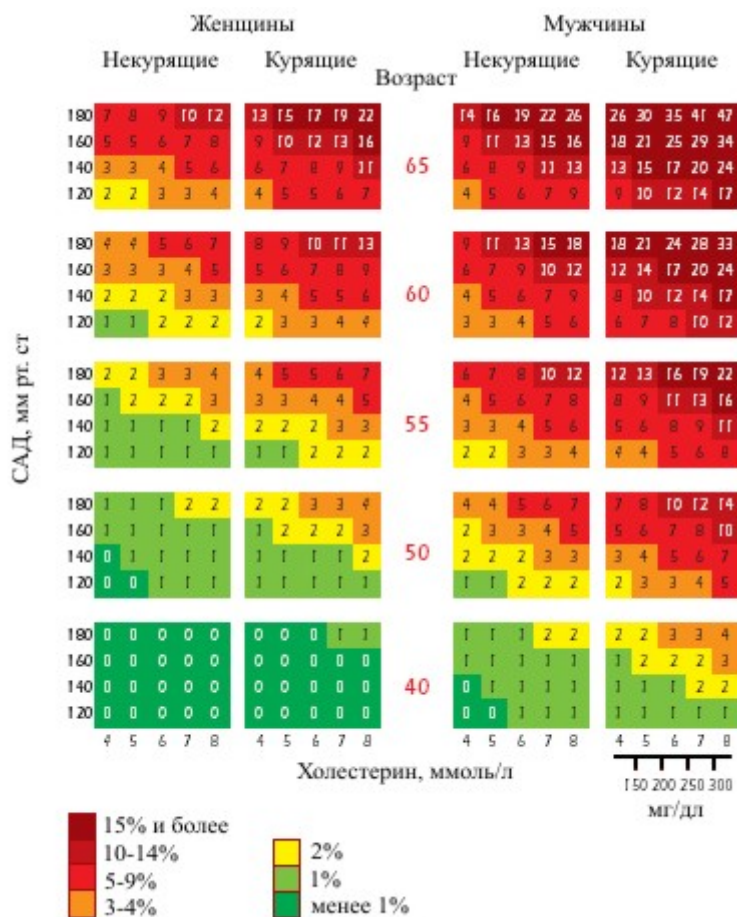 Женщины Мужчины
Некурящие Курящие Некурящие Курящие
Возраст
САД, мм рт. ст
180 7 8 9 10 12 13 15 17 19 22 14 16 19 22 26 26 30 35 41 47
160 5 5 6 7 8 9 10 12 13 16 9 11 13 15 16 18 21 25 29 34
65
140 3 3 4 5 6 6 7 8 9 11 6 8 9 11 13 13 15 17 20 24
120 2 2 3 3 4 4 5 5 6 7 4 5 6 7 9 9 10 12 14 17
180 4 4 5 6 7 8 9 10 11 13 9 11 13 15 18 18 21 24 28 33
160 3 3 3 4 5 5 6 7 8 9 6 7 9 10 12 12 14 17 20 24
60
140 2 2 2 3 3 3 4 5 5 6 4 5 6 7 9 8 10 12 14 17
120 1 1 2 2 2 2 3 3 4 4 3 3 4 5 6 6 7 8 10 12
180 2 2 3 3 4 4 5 5 6 7 6 7 8 10 12 12 13 16 19 22
160 1 2 2 2 3 3 3 4 4 5 4 5 6 7 8 8 9 11 13 16
55
140 1 1 1 1 2 2 2 2 3 3 3 3 4 5 6 5 6 8 9 11
120 1 1 1 1 1 1 1 2 2 2 2 2 3 3 4 4 4 5 6 8
180 1 1 1 2 2 2 2 3 3 4 4 4 5 6 7 7 8 10 12 14
160 1 1 1 1 1 1 2 2 2 3 2 3 3 4 5 5 6 7 8 10
50
140 0 1 1 1 1 1 1 1 1 2 2 2 2 3 3 3 4 5 6 7
120 0 0 1 1 1 1 1 1 1 1 1 1 2 2 2 2 3 3 4 5
180 0 0 0 0 0 0 0 0 1 1 1 1 1 2 2 2 2 3 3 4
160 0 0 0 0 0 0 0 0 0 0 1 1 1 1 1 1 2 2 2 3
40
140 0 0 0 0 0 0 0 0 0 0 0 1 1 1 1 1 1 1 2 2
120 0 0 0 0 0 0 0 0 0 0 0 0 1 1 1 1 1 1 1 1
4 5 6 7 8 4 5 6 7 8 4 5 6 7 8 4 5 6 7 8
Холестерин, ммоль/л
150 200 250 300
мг/дл
15% и более
10-14%
5-9%
3-4%
2%
1%
менее 1%